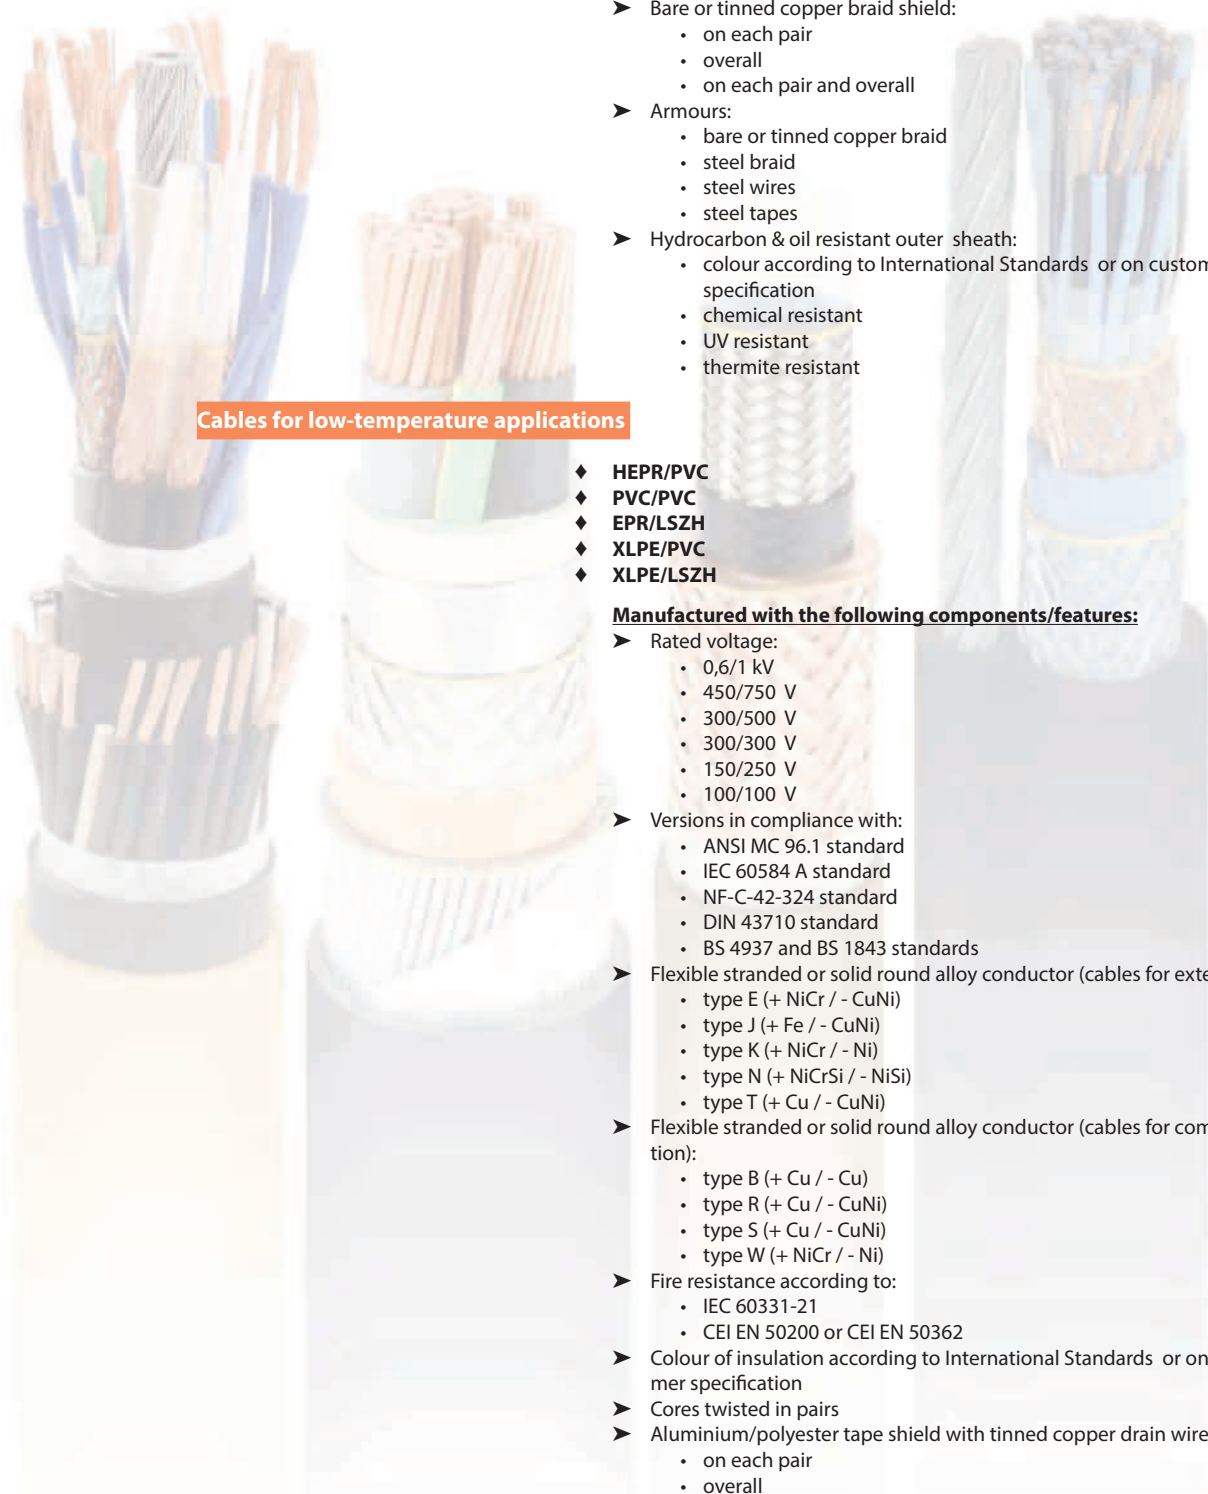 ➤ Bare or tinned copper braid shield:
• on each pair
• overall
• on each pair and overall
➤ Armours:
• bare or tinned copper braid
• steel braid
• steel wires
• steel tapes
➤ Hydrocarbon & oil resistant outer sheath:
• colour according to International Standards or on custom
specification
• chemical resistant
• UV resistant
• thermite resistant
Cables for low-temperature applications
♦ HEPR/PVC
♦ PVC/PVC
♦ EPR/LSZH
♦ XLPE/PVC
♦ XLPE/LSZH
Manufactured with the following components/features:
➤ Rated voltage:
• 0,6/1 kV
• 450/750 V
• 300/500 V
• 300/300 V
• 150/250 V
• 100/100 V
➤ Versions in compliance with:
• ANSI MC 96.1 standard
• IEC 60584 A standard
• NF-C-42-324 standard
• DIN 43710 standard
• BS 4937 and BS 1843 standards
➤ Flexible stranded or solid round alloy conductor (cables for exte
• type E (+ NiCr / - CuNi)
• type J (+ Fe / - CuNi)
• type K (+ NiCr / - Ni)
• type N (+ NiCrSi / - NiSi)
• type T (+ Cu / - CuNi)
➤ Flexible stranded or solid round alloy conductor (cables for com
tion):
• type B (+ Cu / - Cu)
• type R (+ Cu / - CuNi)
• type S (+ Cu / - CuNi)
• type W (+ NiCr / - Ni)
➤ Fire resistance according to:
• IEC 60331-21
• CEI EN 50200 or CEI EN 50362
➤ Colour of insulation according to International Standards or on
mer specification
➤ Cores twisted in pairs
➤ Aluminium/polyester tape shield with tinned copper drain wire
• on each pair
• overall